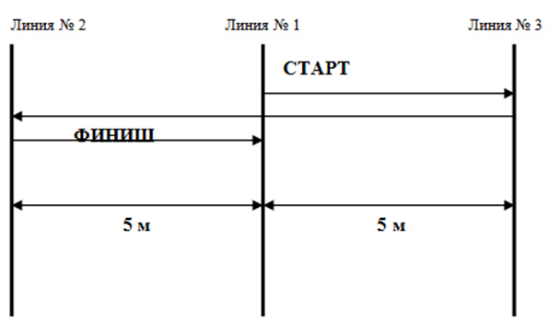 Линия № 2 Линия № 1 Линия № 3
СТАРТ
ФИНИШ
5 м 5 м